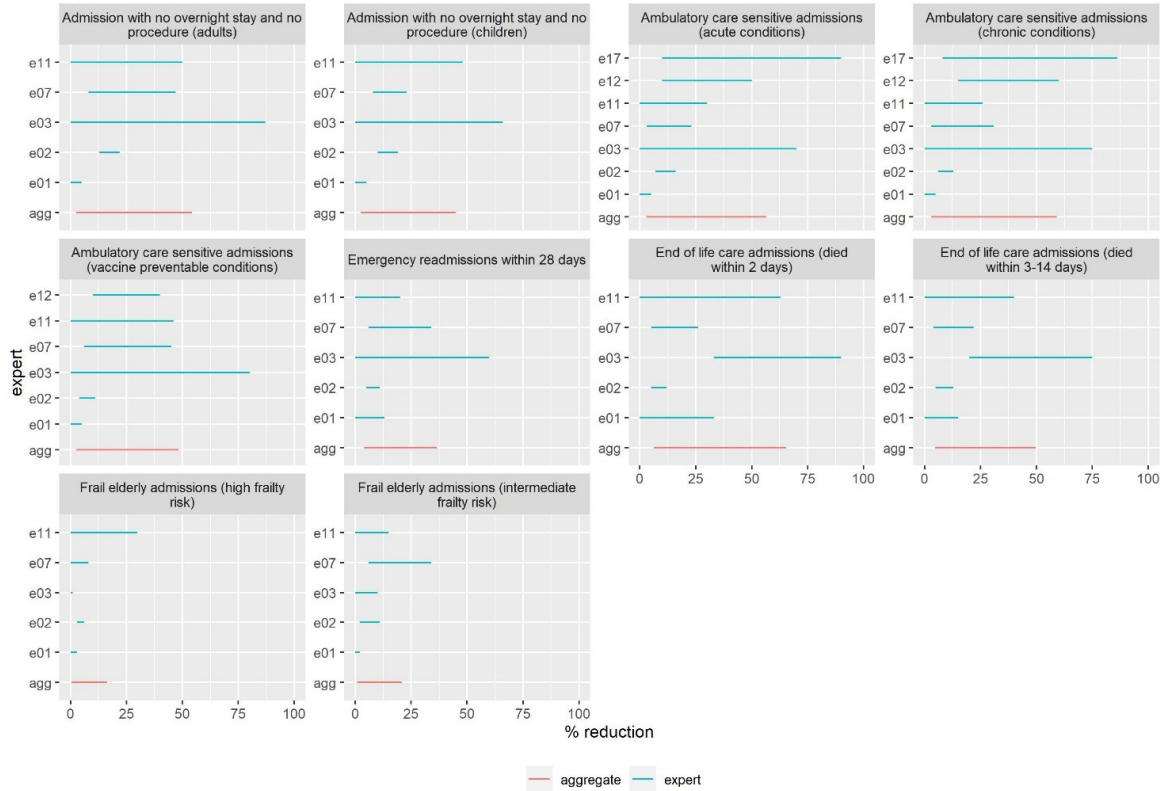 Admission with no overnight stay and no
procedure (adults)
e11
e07
e03
e02
e01
agg
Admission with no overnight stay and no
procedure (children)
e11
e07
e03
e02
e01
agg
Ambulatory care sensitive admissions
(acute conditions)
e17
e12
e11
e07
e03
e02
e01
agg
Ambulatory care sensitive admissions
(chronic conditions)
e17
e12
e11
e07
e03
e02
e01
agg
expert
Ambulatory care sensitive admissions
(vaccine preventable conditions)
e12
e11
e07
e03
e02
e01
agg
Emergency readmissions within 28 days
e11
e07
e03
e02
e01
agg
End of life care admissions (died
within 2 days)
e11
e07
e03
e02
e01
agg
0 25 50 75 100
End of life care admissions (died
within 3-14 days)
e11
e07
e03
e02
e01
agg
0 25 50 75 100
Frail elderly admissions (high frailty
risk)
e11
e07
e03
e02
e01
agg
0 25 50 75 100
Frail elderly admissions (intermediate
frailty risk)
e11
e07
e03
e02
e01
agg
0 25 50 75 100
% reduction
aggregate expert